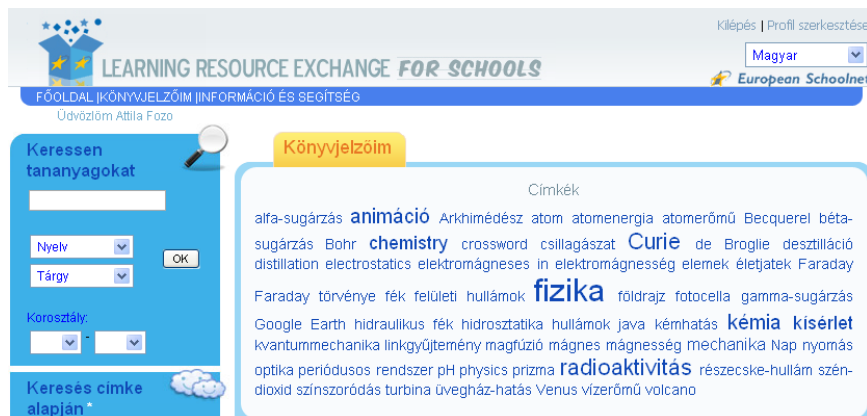 Kilépés | Profil szerkesztése
Magyar
LEARNING RESOURCE EXCHANGE FOR SCHOOLS
European Schoolnet
FŐOLDAL |KÖNYVJELZŐIM |INFORMÁCIÓ ÉS SEGÍTSÉG
Üdvözlöm Attila Fozo
Keressen
tananyagokat
Nyelv
OK
Tárgy
Korosztály:
-
Keresés címke
alapján *
Könyvjelzőim
Címkék
alfa-sugárzás animáció Arkhimédész atom atomenergia atomerőmű Becquerel béta-
sugárzás Bohr chemistry crossword csillagászat Curie de Broglie desztilláció
distillation electrostatics elektromágneses in elektromágnesség elemek életjatek Faraday
Faraday törvénye fék felületi hullámok fizika földrajz fotocella gamma-sugárzás
Google Earth hidraulikus fék hidrosztatika hullámok java kémhatás kémia kísérlet
kvantummechanika linkgyűjtemény magfúzió mágnes mágnesség mechanika Nap nyomás
optika periódusos rendszer pH physics prizma radioaktivitás részecske-hullám szén-
dioxid színszoródás turbina üvegház-hatás Venus vízerőmű volcano